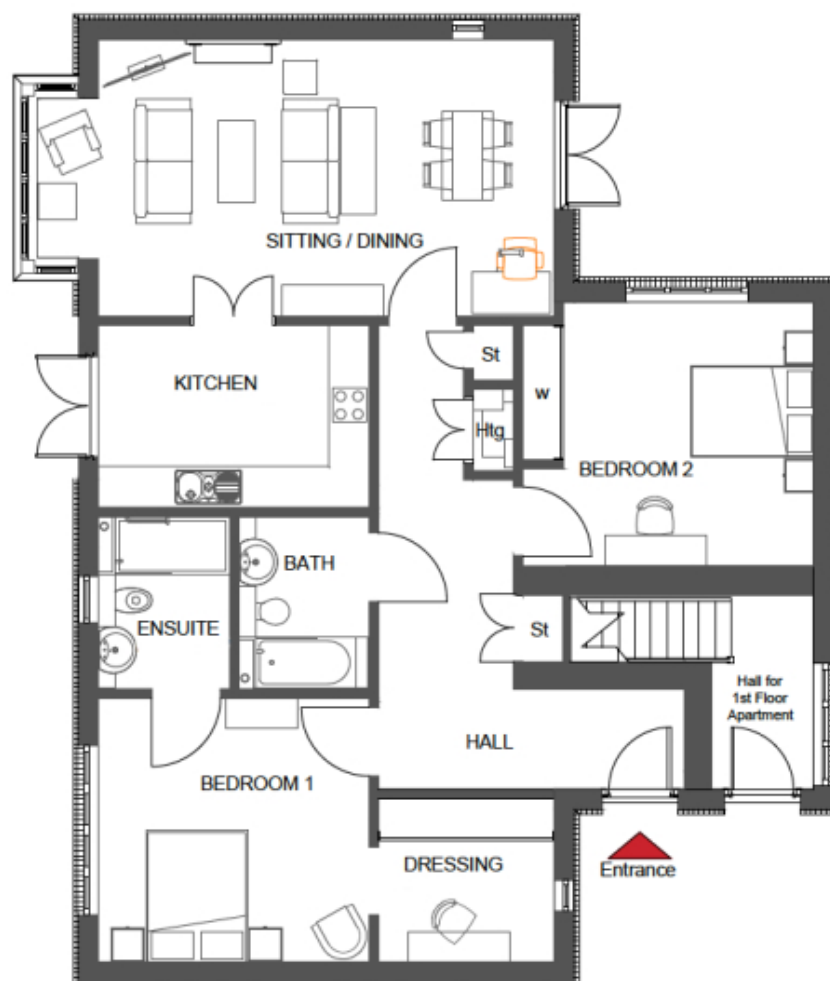 SITTING / DINING
KITCHEN
St
Htg
w
BEDROOM 2
BATH
ENSUITE
St
Hall for
1st Floor
Apartment
HALL
BEDROOM 1
DRESSING
Entrance